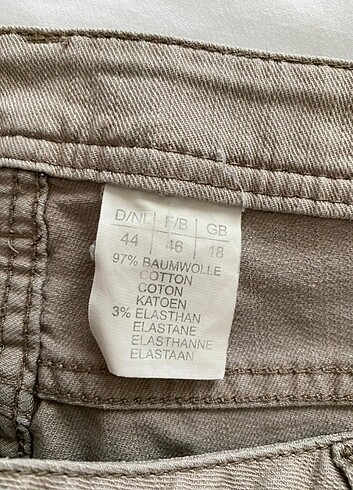 D/NL F/B GB
44 46 18
97% BAUMWOLLE
COTTON
COTON
KATOEN
3% ELASTHAN
ELASTANE
ELASTHANNE
ELASTAAN